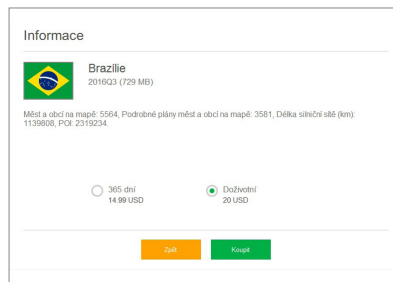 Informace
Brazílie
2016Q3 (729 MB)
Měst a obcí na mapě: 5564, Podrobné plány měst a obcí na mapě: 3581, Délka silniční sítě (km):
1139808, POI: 2319234.
365 dní
14.99 USD
Doživotní
20 USD
Zpět
Koupit